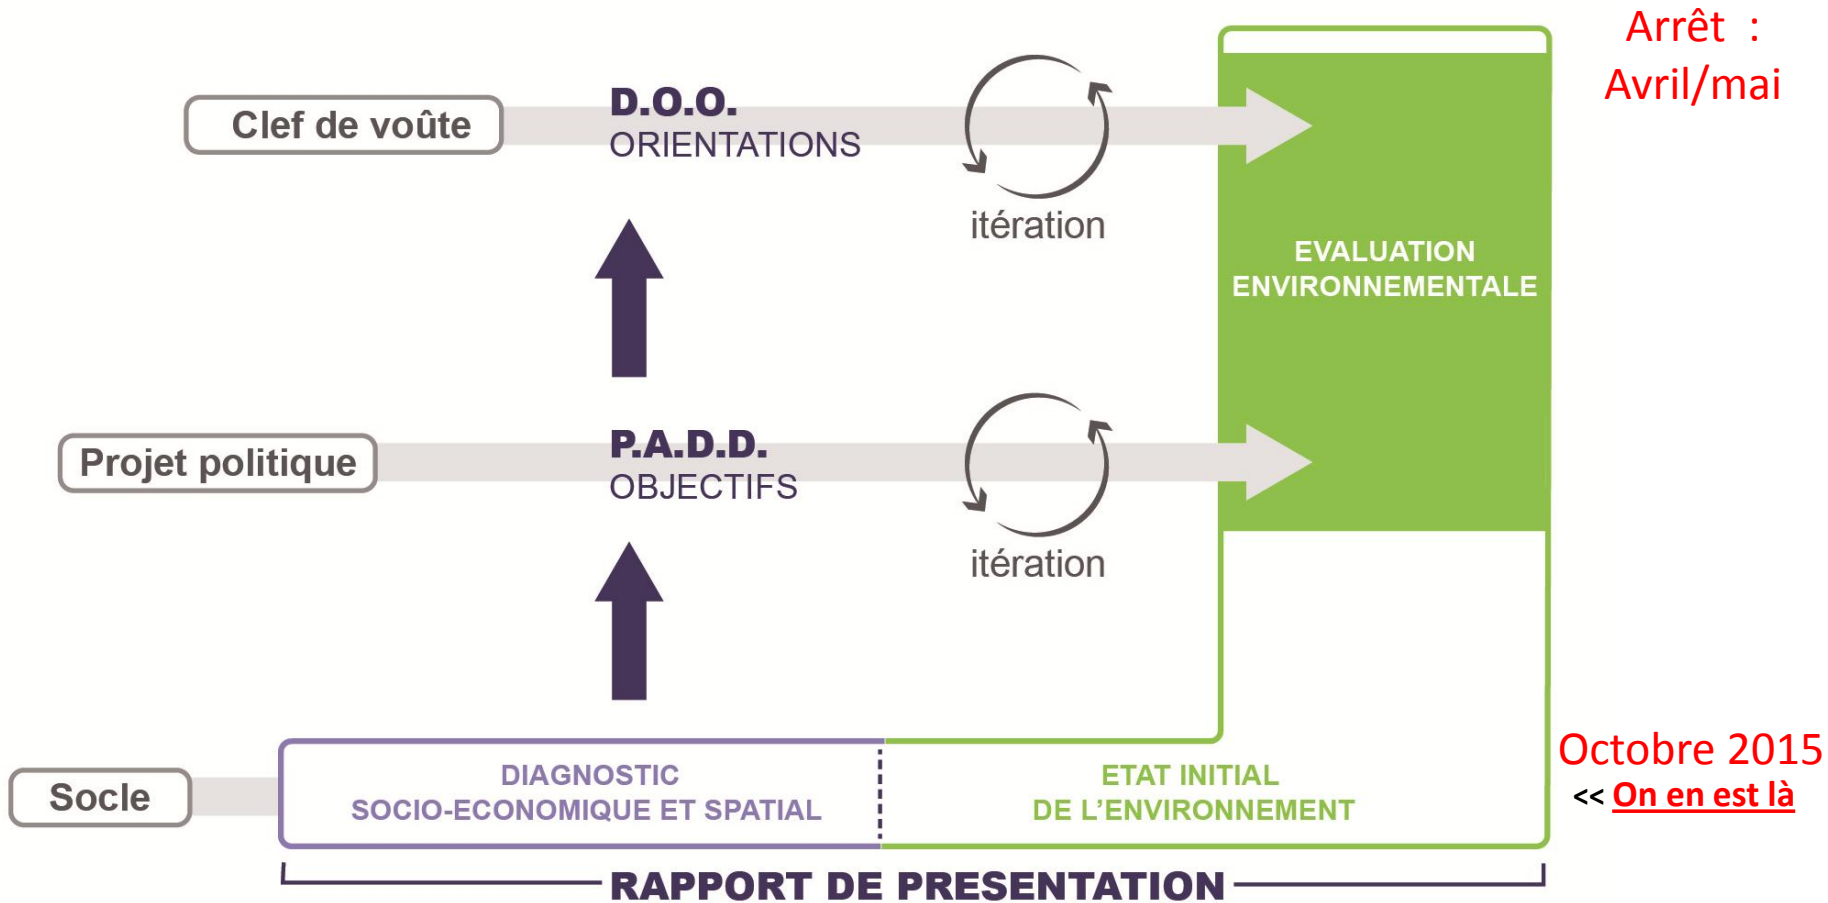 Arrêt :
Avril/mai
Clef de voûte
D.O.O.
ORIENTATIONS
itération
EVALUATION
ENVIRONNEMENTALE
Projet politique
P.A.D.D.
OBJECTIFS
itération
Socle
DIAGNOSTIC
SOCIO-ECONOMIQUE ET SPATIAL
ETAT INITIAL
DE L'ENVIRONNEMENT
Octobre 2015
<< On en est là
RAPPORT DE PRESENTATION